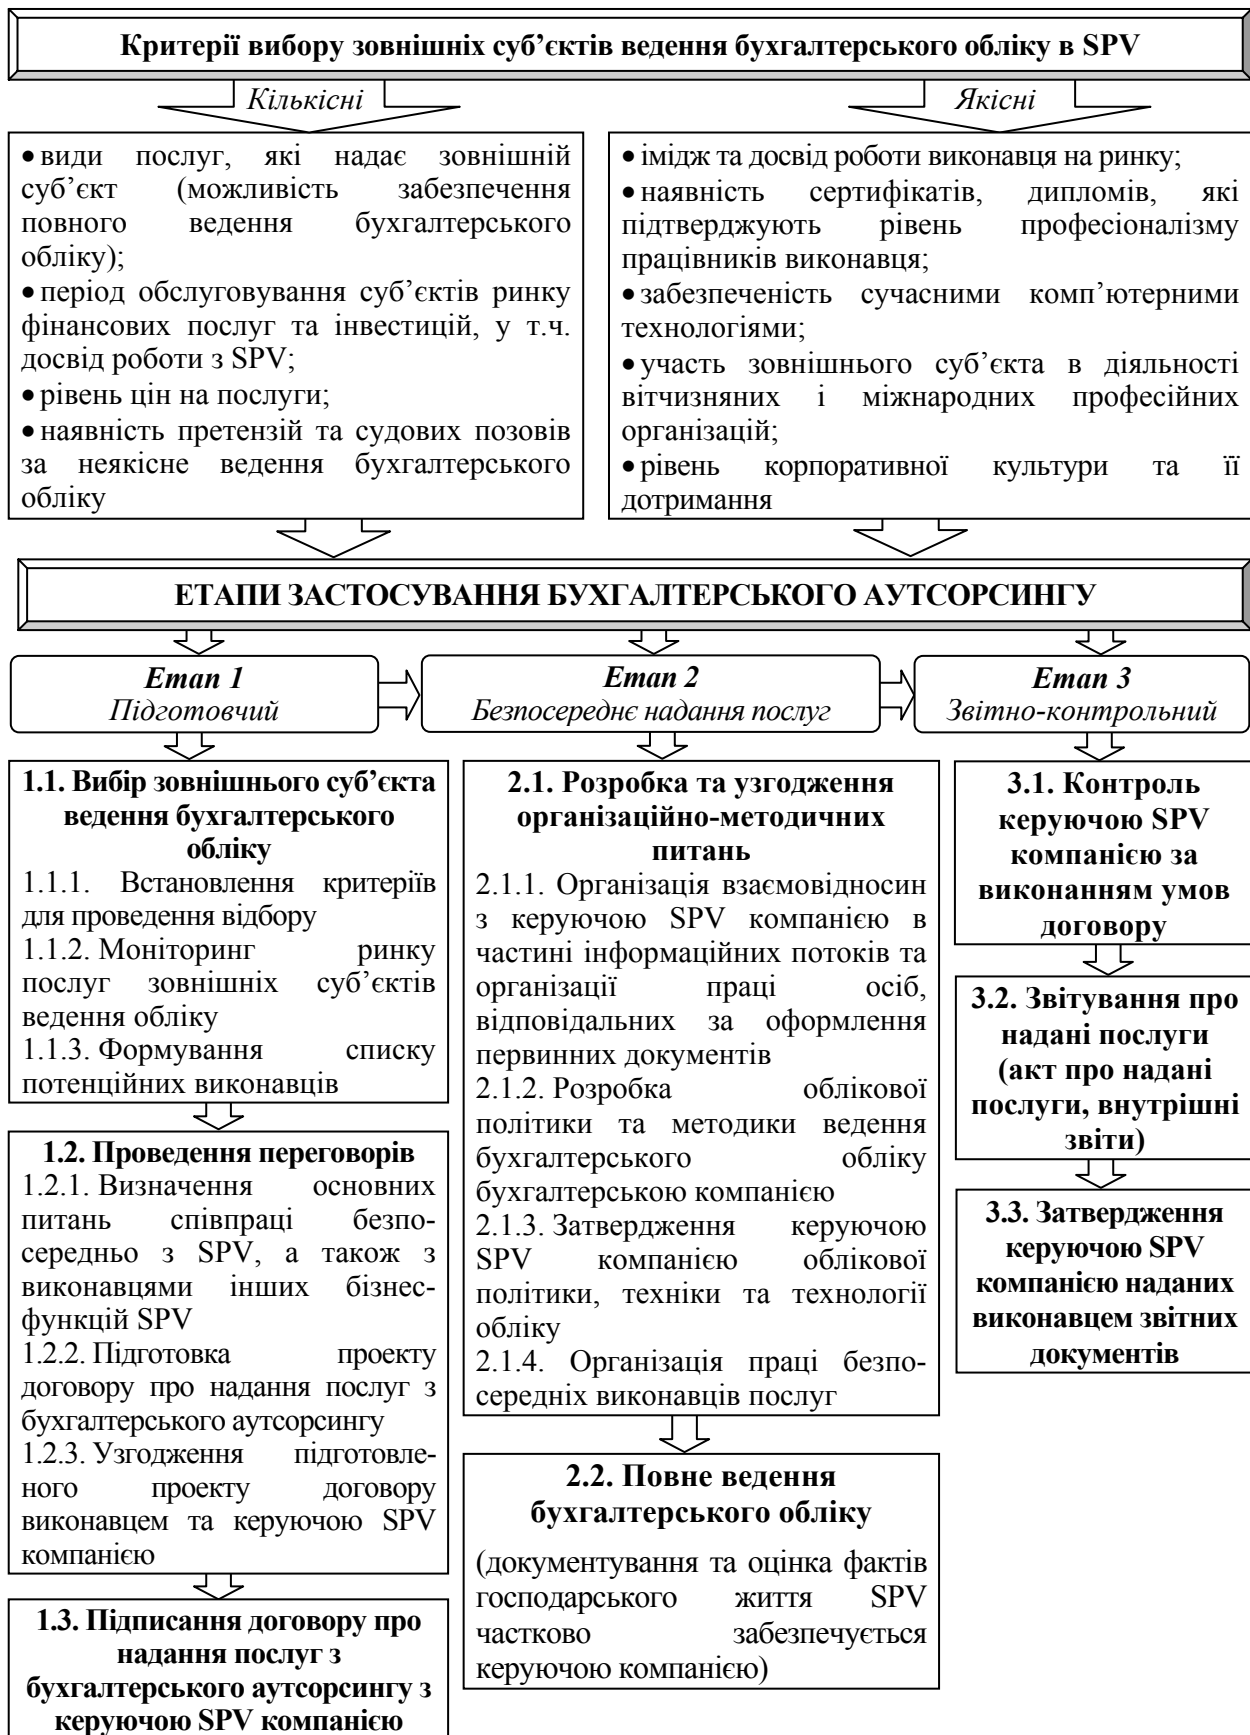 Критерії вибору зовнішніх суб’єктів ведення бухгалтерського обліку в SPV
Кількісні
Якісні
• види послуг, які надає зовнішній
суб’єкт (можливість забезпечення
повного ведення бухгалтерського
обліку);
• період обслуговування суб’єктів ринку
фінансових послуг та інвестицій, у т.ч.
досвід роботи з SPV;
• рівень цін на послуги;
• наявність претензій та судових позовів
за неякісне ведення бухгалтерського
обліку
• імідж та досвід роботи виконавця на ринку;
• наявність сертифікатів, дипломів, які
підтверджують рівень професіоналізму
працівників виконавця;
• забезпеченість сучасними комп’ютерними
технологіями;
• участь зовнішнього суб’єкта в діяльності
вітчизняних і міжнародних професійних
організацій;
• рівень корпоративної культури та її
дотримання
ЕТАПИ ЗАСТОСУВАННЯ БУХГАЛТЕРСЬКОГО АУТСОРСИНГУ
Етап 1
Підготовчий
Етап 2
Безпосереднє надання послуг
Етап 3
Звітно-контрольний
1.1. Вибір зовнішнього суб’єкта
ведення бухгалтерського
обліку
1.1.1. Встановлення критеріїв
для проведення відбору
1.1.2. Моніторинг ринку
послуг зовнішніх суб’єктів
ведення обліку
1.1.3. Формування списку
потенційних виконавців
1.2. Проведення переговорів
1.2.1. Визначення основних
питань співпраці безпо-
середньо з SPV, а також з
виконавцями інших бізнес-
функцій SPV
1.2.2. Підготовка проекту
договору про надання послуг з
бухгалтерського аутсорсингу
1.2.3. Узгодження підготовле-
ного проекту договору
виконавцем та керуючою SPV
компанією
1.3. Підписання договору про
надання послуг з
бухгалтерського аутсорсингу з
керуючою SPV компанією
2.1. Розробка та узгодження
організаційно-методичних
питань
2.1.1. Організація взаємовідносин
з керуючою SPV компанією в
частині інформаційних потоків та
організації праці осіб,
відповідальних за оформлення
первинних документів
2.1.2. Розробка облікової
політики та методики ведення
бухгалтерського обліку
бухгалтерською компанією
2.1.3. Затвердження керуючою
SPV компанією облікової
політики, техніки та технології
обліку
2.1.4. Організація праці безпо-
середніх виконавців послуг
2.2. Повне ведення
бухгалтерського обліку
(документування та оцінка фактів
господарського життя SPV
частково забезпечується
керуючою компанією)
3.1. Контроль
керуючою SPV
компанією за
виконанням умов
договору
3.2. Звітування про
надані послуги
(акт про надані
послуги, внутрішні
звіти)
3.3. Затвердження
керуючою SPV
компанією наданих
виконавцем звітних
документів